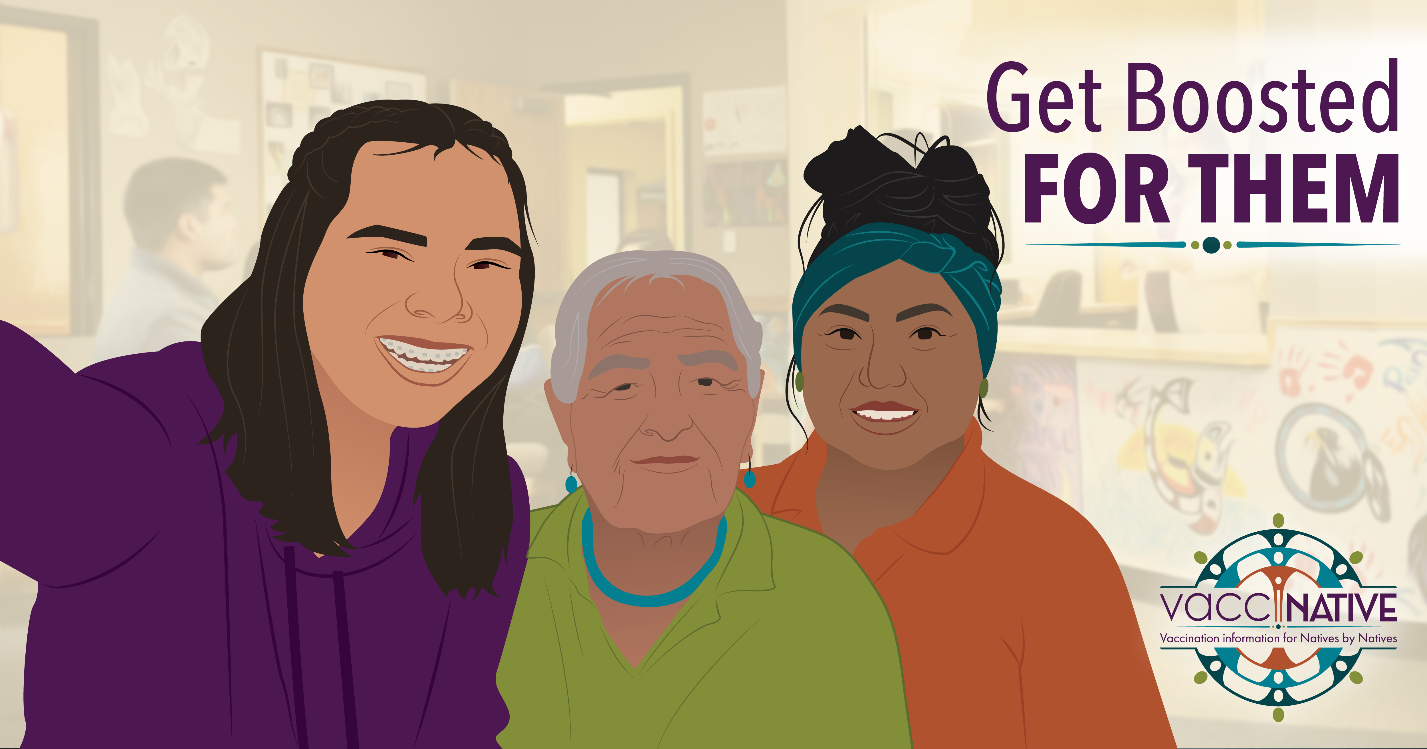 Get Boosted
FOR THEM
vaccINATIVE
Vaccination information for Natives by Natives